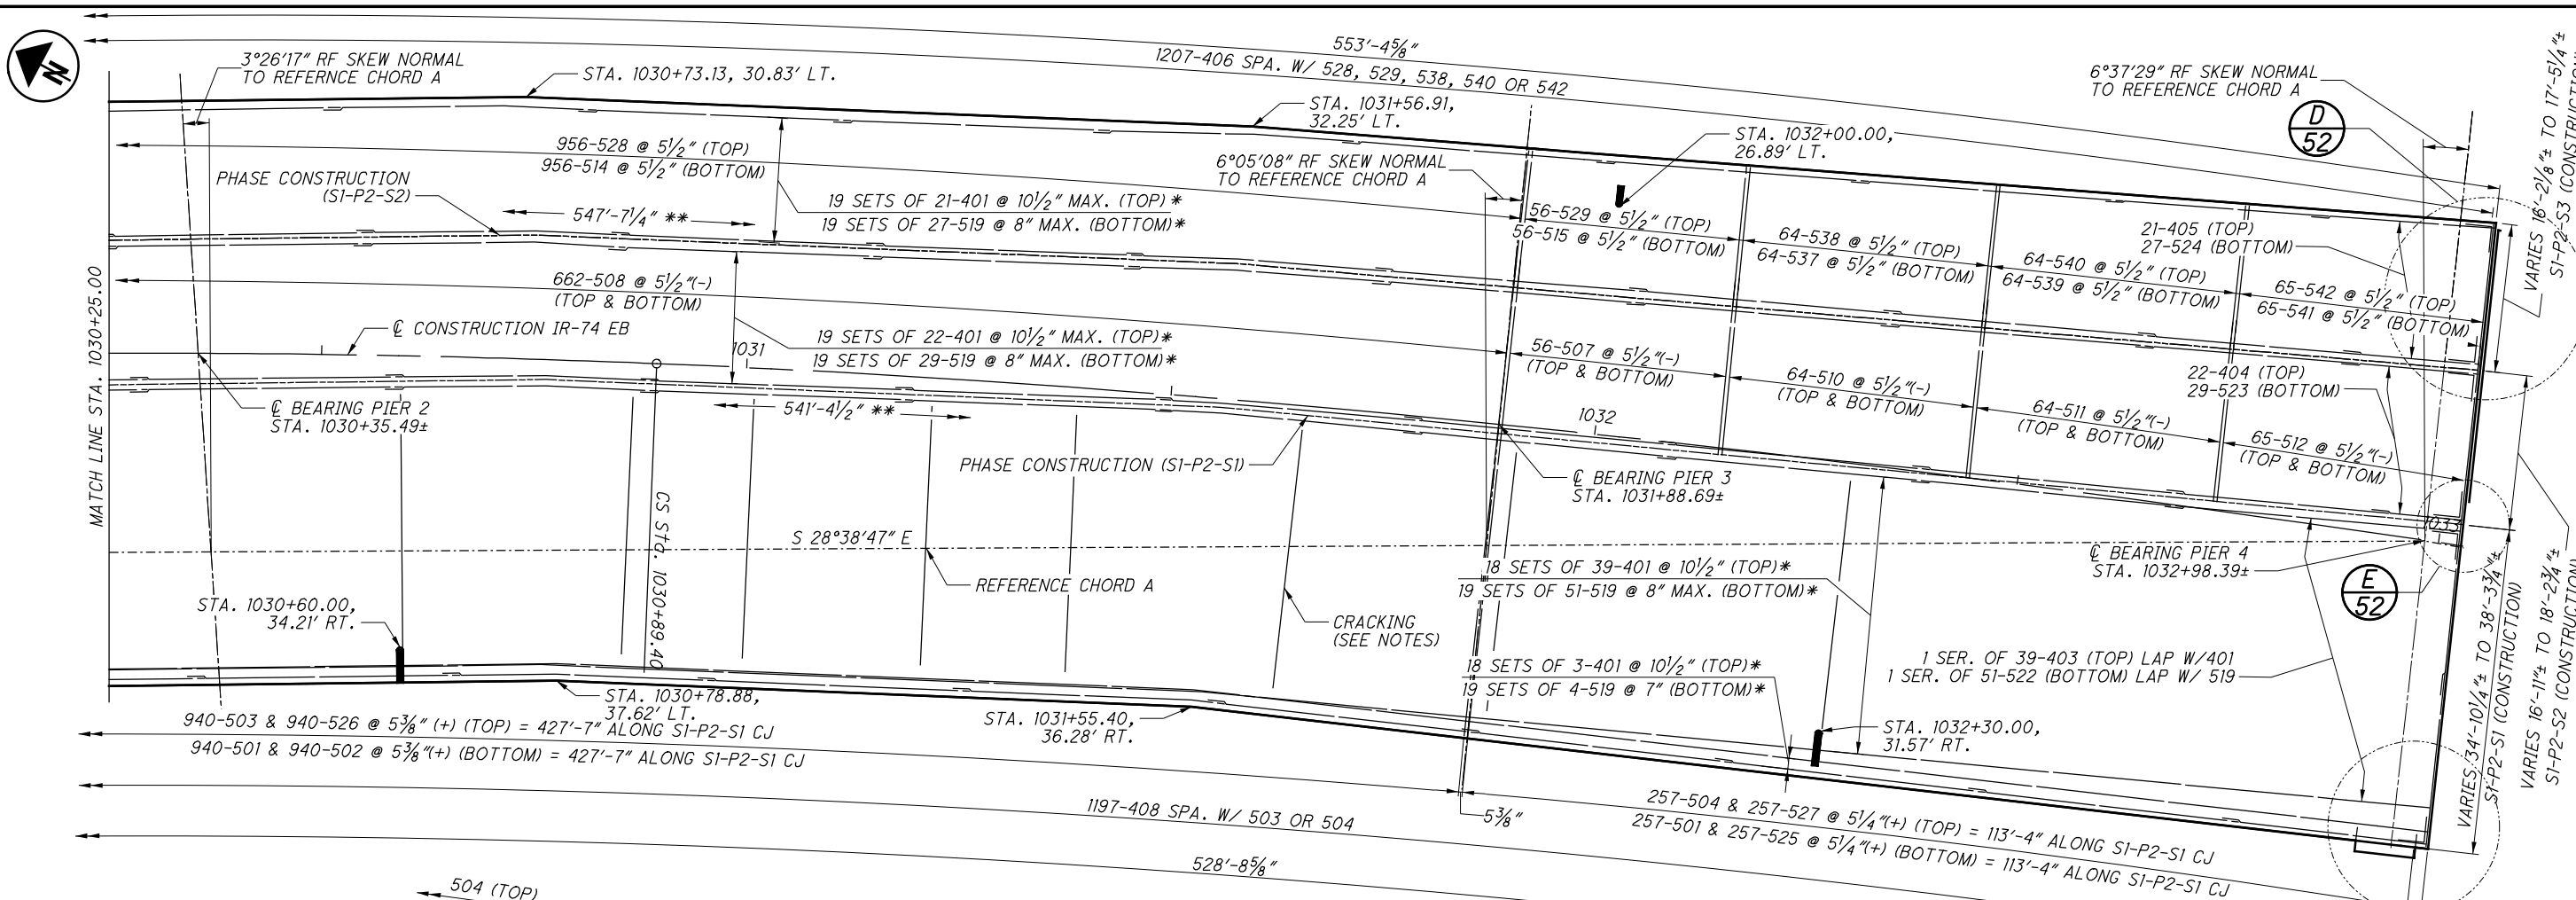 553'-4⅝"
1207-406 SPA. W/ 528, 529, 538, 540 OR 542
N
3°26'17" RF SKEW NORMAL
TO REFERNCE CHORD A
STA. 1030+73.13, 30.83' LT.
STA. 1031+56.91,
32.25' LT.
6°37'29" RF SKEW NORMAL
TO REFERENCE CHORD A
D
52
VARIES 16'-2⅛"± TO 17'-5¼"±
S1-P2-S3 (CONSTRUCTION)
STA. 1032+00.00,
26.89' LT.
956-528 @ 5½" (TOP)
956-514 @ 5½" (BOTTOM)
6°05'08" RF SKEW NORMAL
TO REFERENCE CHORD A
PHASE CONSTRUCTION
(S1-P2-S2)
547'-7¼" **
19 SETS OF 21-401 @ 10½" MAX. (TOP)*
19 SETS OF 27-519 @ 8" MAX. (BOTTOM)*
56-529 @ 5½" (TOP)
56-515 @ 5½" (BOTTOM)
64-538 @ 5½" (TOP)
64-537 @ 5½" (BOTTOM)
21-405 (TOP)
27-524 (BOTTOM)
64-540 @ 5½" (TOP)
64-539 @ 5½" (BOTTOM)
65-542 @ 5½" (TOP)
65-541 @ 5½" (BOTTOM)
MATCH LINE STA. 1030+25.00
662-508 @ 5½"(-)
(TOP & BOTTOM)
℄ CONSTRUCTION IR-74 EB
1031
19 SETS OF 22-401 @ 10½" MAX. (TOP)*
19 SETS OF 29-519 @ 8" MAX. (BOTTOM)*
56-507 @ 5½"(-)
(TOP & BOTTOM)
64-510 @ 5½"(-)
(TOP & BOTTOM)
22-404 (TOP)
29-523 (BOTTOM)
64-511 @ 5½"(-)
(TOP & BOTTOM)
65-512 @ 5½"(-)
(TOP & BOTTOM)
℄ BEARING PIER 2
STA. 1030+35.49±
541'-4½" **
1032
PHASE CONSTRUCTION (S1-P2-S1)
℄ BEARING PIER 3
STA. 1031+88.69±
CS Sta. 1030+89.40
S 28°38'47" E
REFERENCE CHORD A
1033
℄ BEARING PIER 4
STA. 1032+98.39±
E
52
18 SETS OF 39-401 @ 10½" (TOP)*
19 SETS OF 51-519 @ 8" MAX. (BOTTOM)*
STA. 1030+60.00,
34.21' RT.
CRACKING
(SEE NOTES)
18 SETS OF 3-401 @ 10½" (TOP)*
19 SETS OF 4-519 @ 7" (BOTTOM)*
1 SER. OF 39-403 (TOP) LAP W/401
1 SER. OF 51-522 (BOTTOM) LAP W/ 519
VARIES 34'-10¼"± TO 38'-3¾"±
S1-P2-S1 (CONSTRUCTION)
VARIES 16'-11"± TO 18'-2¾"±
S1-P2-S2 (CONSTRUCTION)
STA. 1030+78.88,
37.62' LT.
STA. 1031+55.40,
36.28' RT.
STA. 1032+30.00,
31.57' RT.
940-503 & 940-526 @ 5⅜" (+) (TOP) = 427'-7" ALONG S1-P2-S1 CJ
940-501 & 940-502 @ 5⅜"(+) (BOTTOM) = 427'-7" ALONG S1-P2-S1 CJ
5⅜"
257-504 & 257-527 @ 5¼"(+) (TOP) = 113'-4" ALONG S1-P2-S1 CJ
257-501 & 257-525 @ 5¼"(+) (BOTTOM) = 113'-4" ALONG S1-P2-S1 CJ
1197-408 SPA. W/ 503 OR 504
528'-8⅝"
504 (TOP)